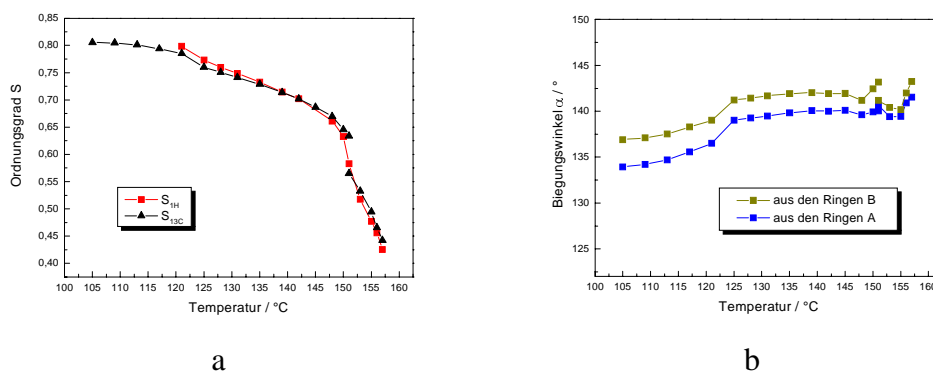 0,85
0,80
0,75
0,70
0,65
0,60
0,55
0,50
0,45
0,40
Ordnungsgrad S
S1H
S13C
100 105 110 115 120 125 130 135 140 145 150 155 160
Temperatur / °C
a
150
145
140
135
130
125
Biegungswinkel α / °
aus den Ringen B
aus den Ringen A
100 105 110 115 120 125 130 135 140 145 150 155 160
Temperatur / °C
b